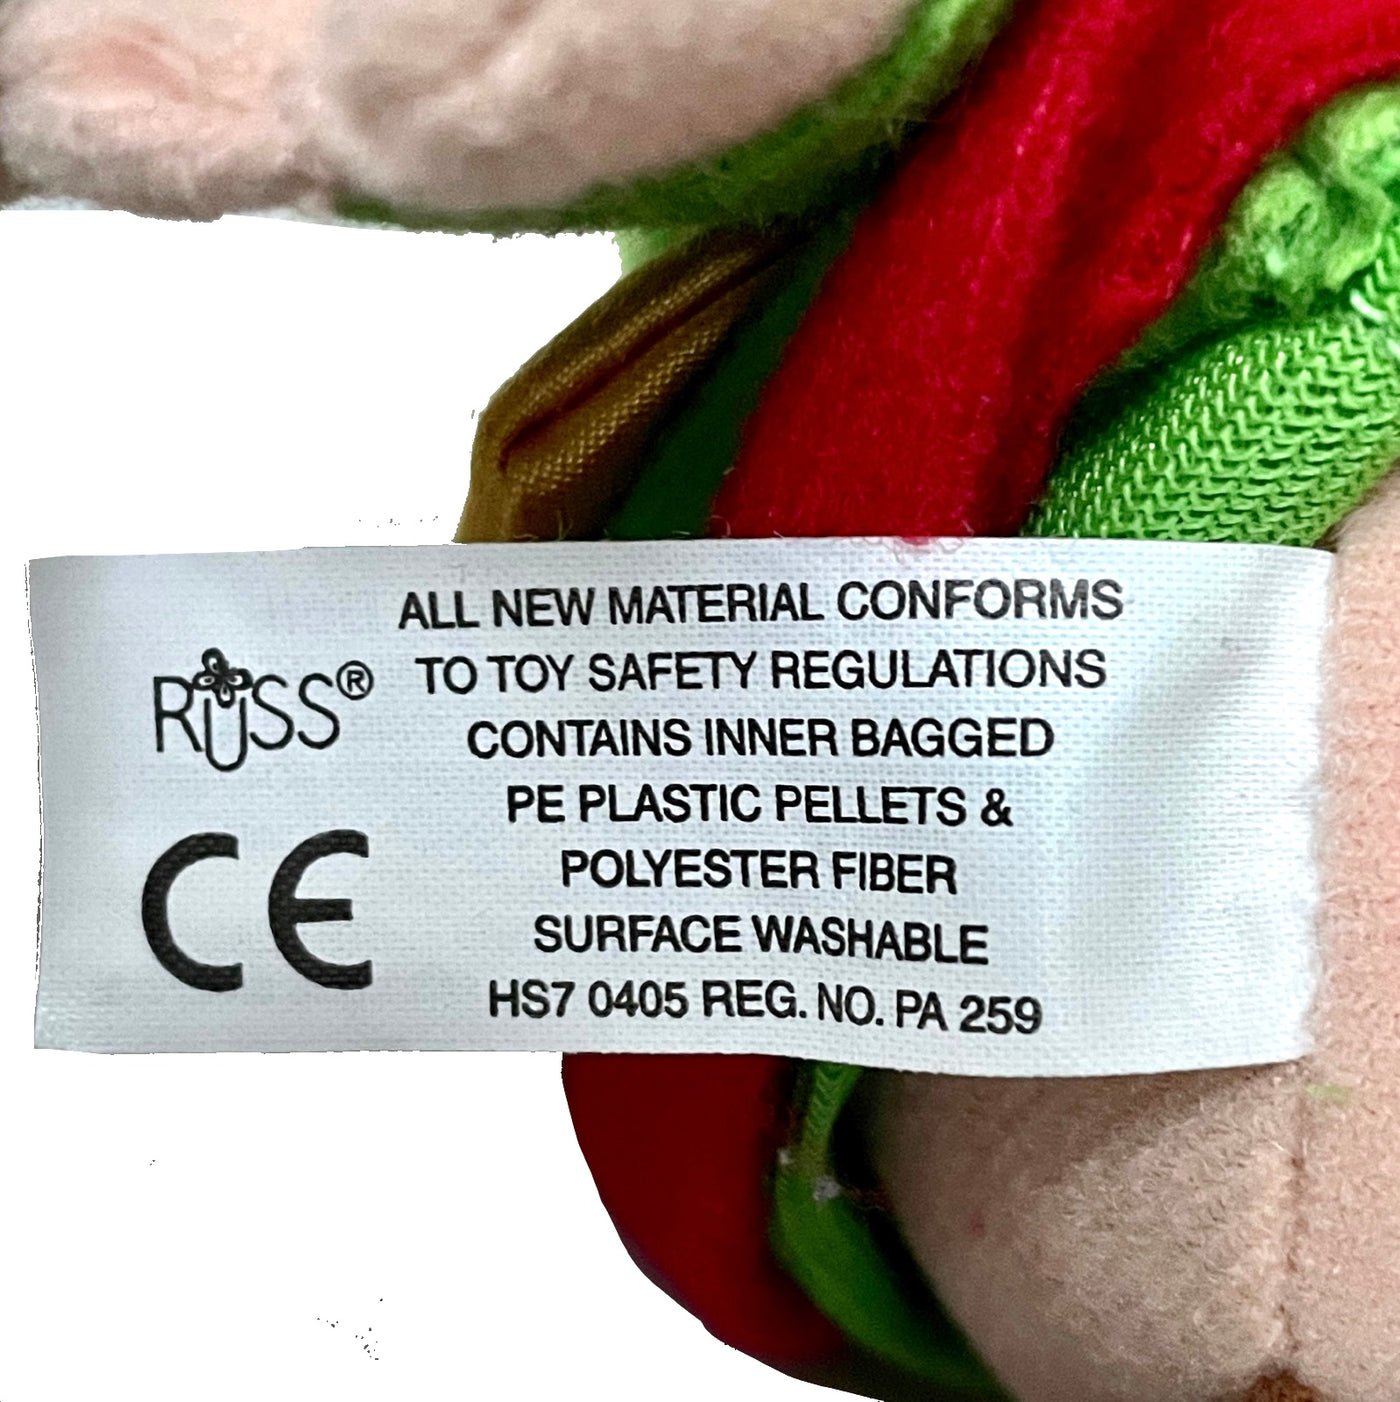 RUSS®
CE
ALL NEW MATERIAL CONFORMS
TO TOY SAFETY REGULATIONS
CONTAINS INNER BAGGED
PE PLASTIC PELLETS &
POLYESTER FIBER
SURFACE WASHABLE
HS7 0405 REG. NO. PA 259